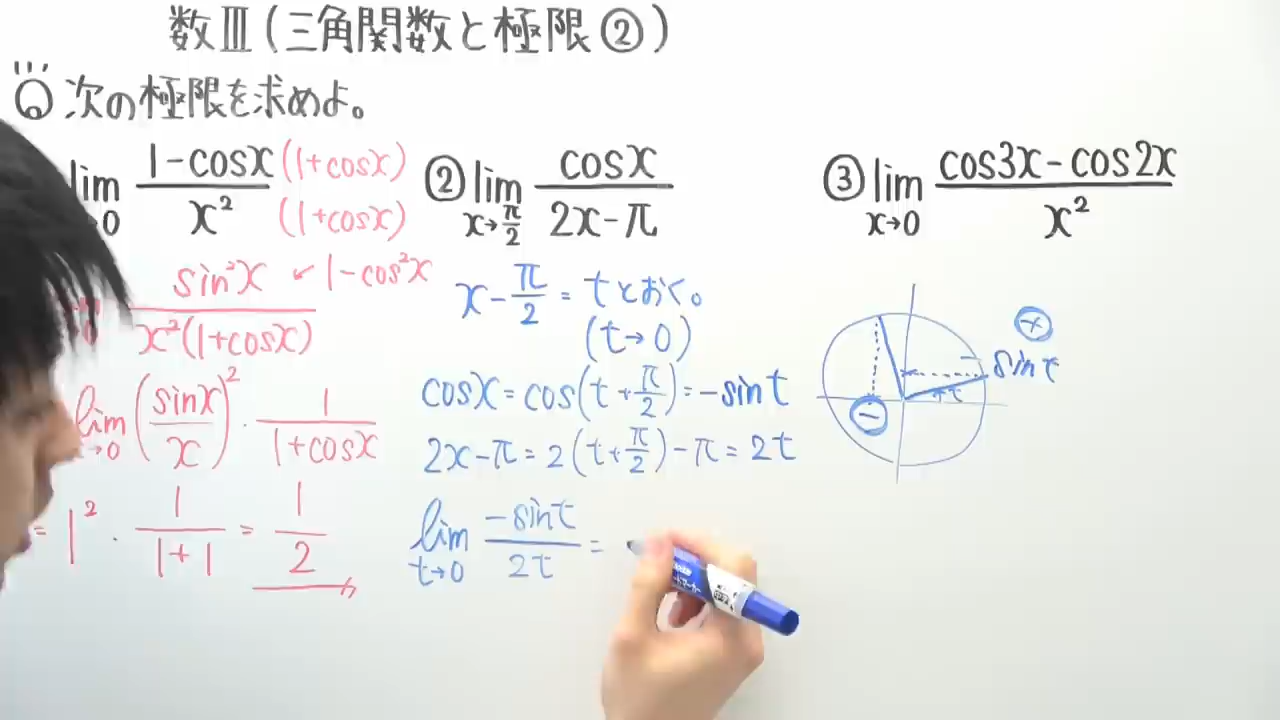 数Ⅲ(三角関数と極限②)
Q 次の極限を求めよ。
lim x→0 (1-cosx)/x² (1+cosx)/(1+cosx)
sin²x/(x²(1+cosx)) ← 1-cos²x
lim x→0 (sinx/x)² · 1/(1+cosx)
= 1² · 1/(1+1) = 1/2
② lim x→π/2 cosx/(2x-π)
x-π/2 = tとおく。
(t→0)
cosx = cos(t+π/2) = -sint
2x-π = 2(t+π/2)-π = 2t
lim t→0 -sint/2t =
③ lim x→0 (cos3x-cos2x)/x²
+
sint
t
-